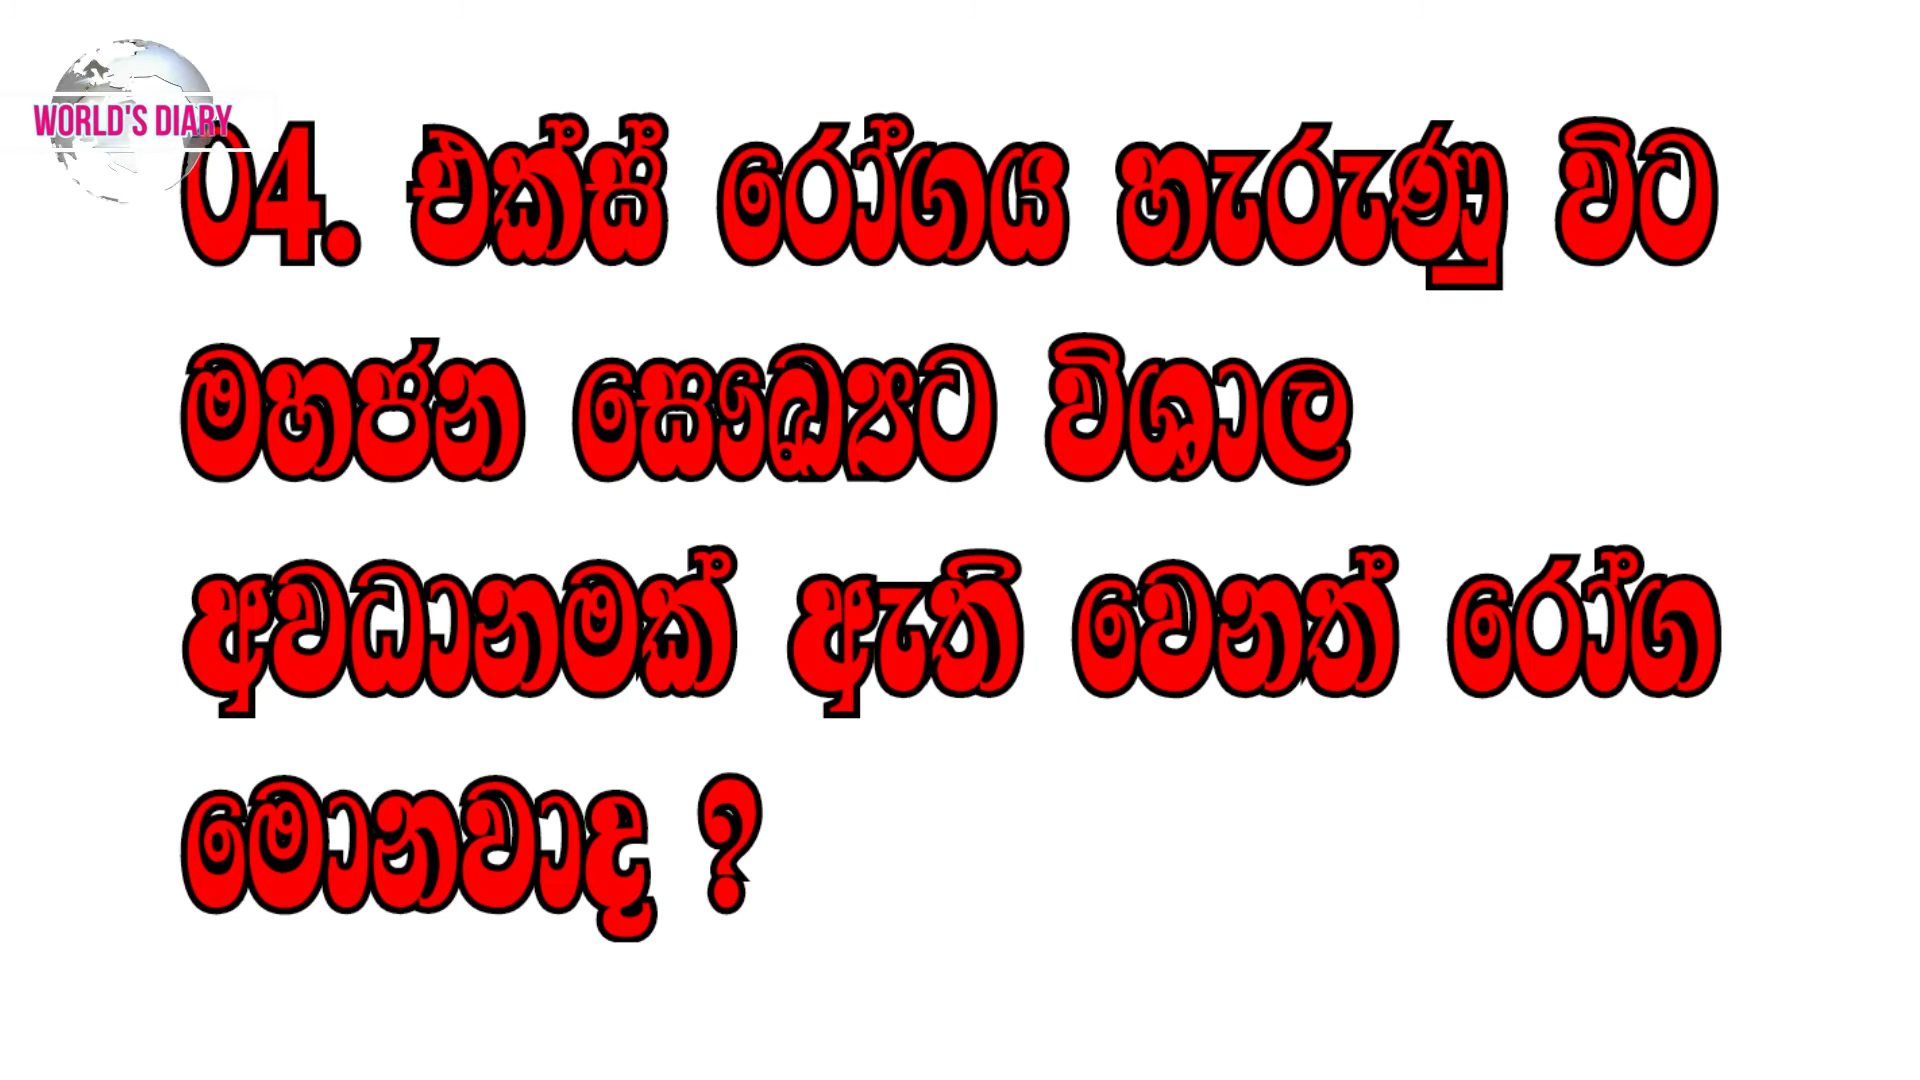 WORLD'S DIARY
04. එක්ස් රෝගය හැරුණු විට
මහජන සෞඛ්‍යට විශාල
අවධානමක් ඇති වෙනත් රෝග
මොනවාද ?